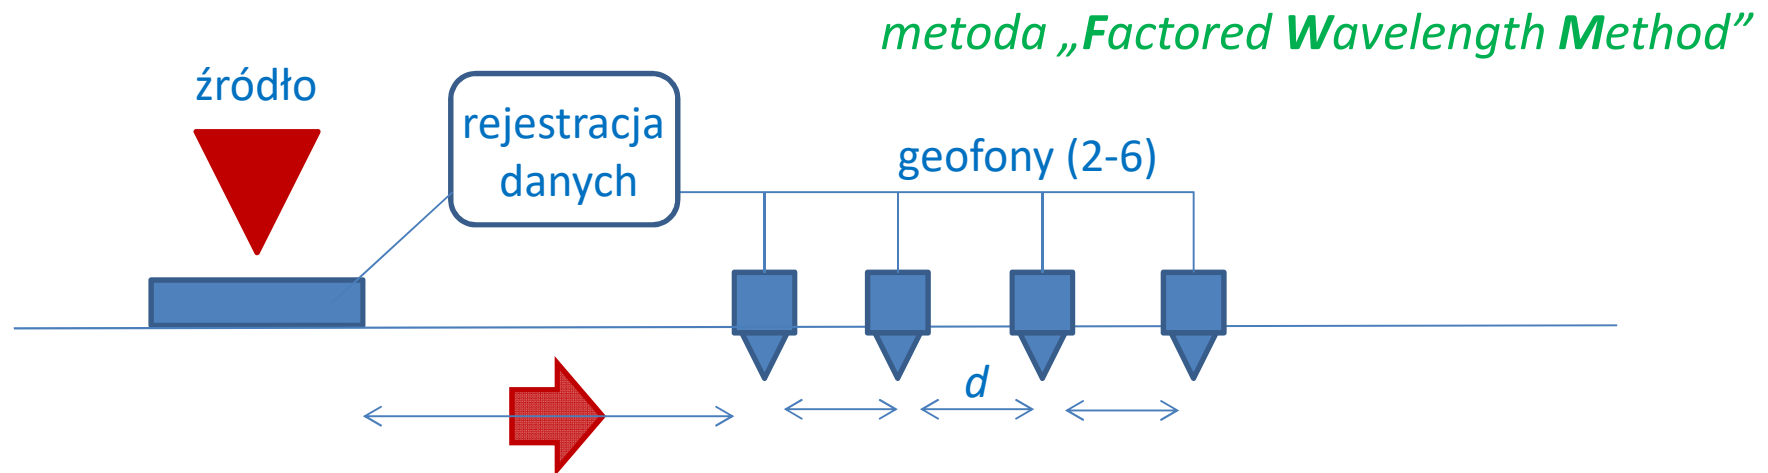 metoda „Factored Wavelength Method”
źródło
rejestracja
danych
geofony (2-6)
d